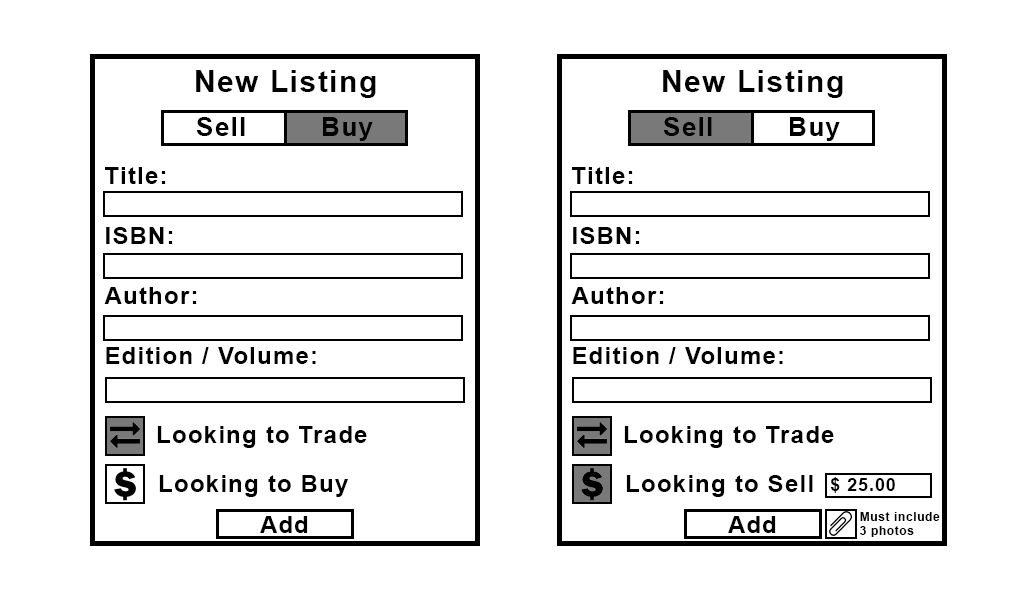 New Listing
Sell Buy
Title:
ISBN:
Author:
Edition / Volume:
Looking to Trade
$ Looking to Buy
Add
New Listing
Sell Buy
Title:
ISBN:
Author:
Edition / Volume:
Looking to Trade
$ Looking to Sell $ 25.00
Add Must include
3 photos